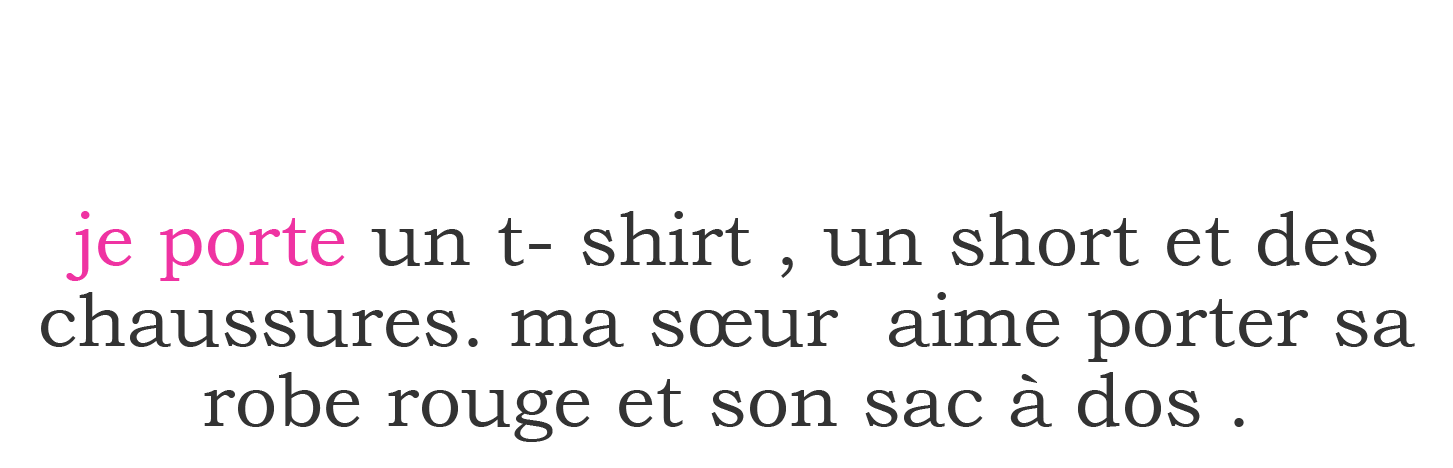 je porte un t- shirt , un short et des
chaussures. ma sœur  aime porter sa
robe rouge et son sac à dos .